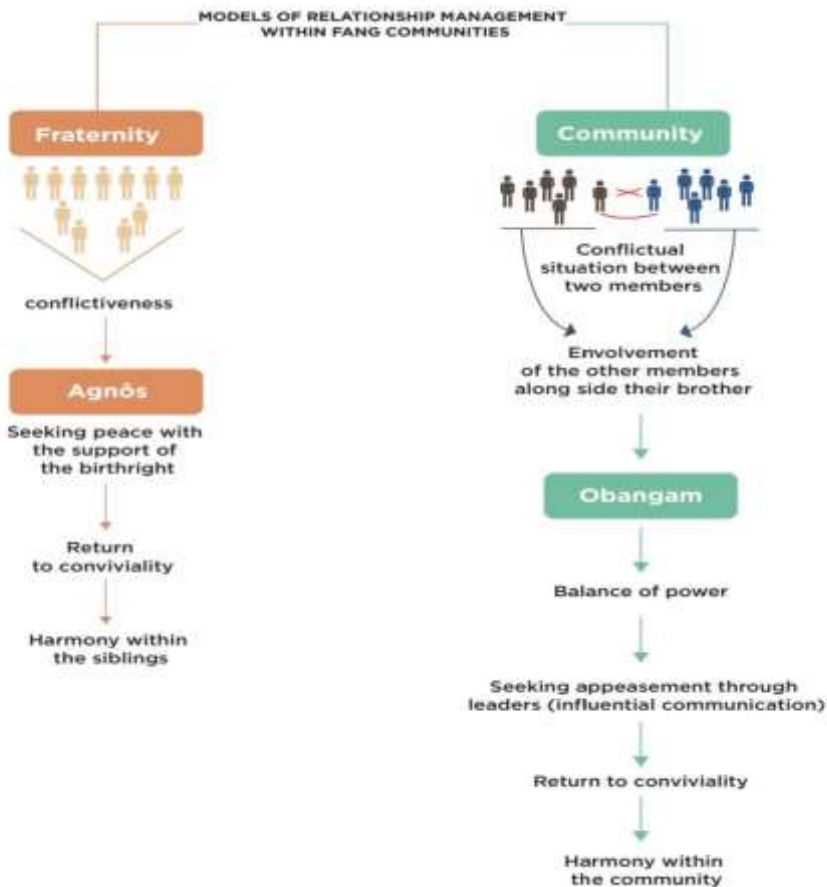 MODELS OF RELATIONSHIP MANAGEMENT
WITHIN FANG COMMUNITIES
Fraternity
conflictiveness
Agnôs
Seeking peace with
the support of
the birthright
Return
to conviviality
Harmony within
the siblings
Community
Conflictual
situation between
two members
Envolvement
of the other members
along side their brother
Obangam
Balance of power
Seeking appeasement through
leaders (influential communication)
Return to conviviality
Harmony within
the community